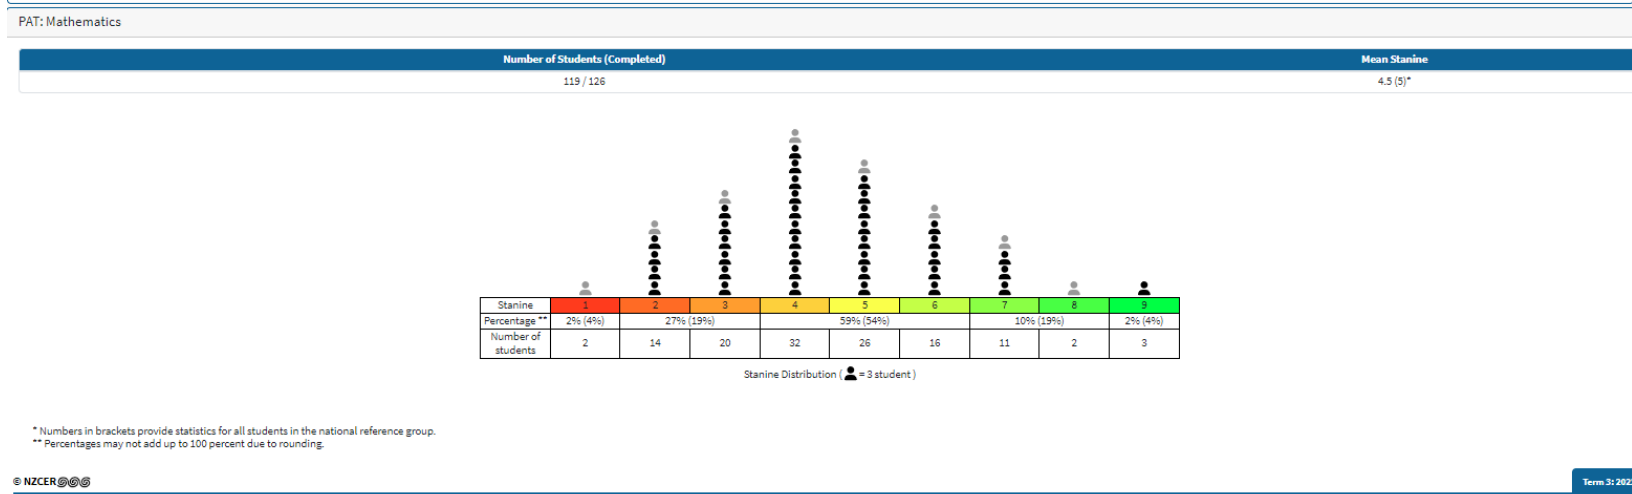 PAT: Mathematics
Number of Students (Completed) Mean Stanine
119 / 126 4.5 (5)*
Stanine 1 2 3 4 5 6 7 8 9
Percentage ** 2% (4%) 27% (19%) 59% (54%) 10% (19%) 2% (4%)
Number of
students 2 14 20 32 26 16 11 2 3
Stanine Distribution ( = 3 student )
* Numbers in brackets provide statistics for all students in the national reference group.
** Percentages may not add up to 100 percent due to rounding.
© NZCER
Term 3: 202